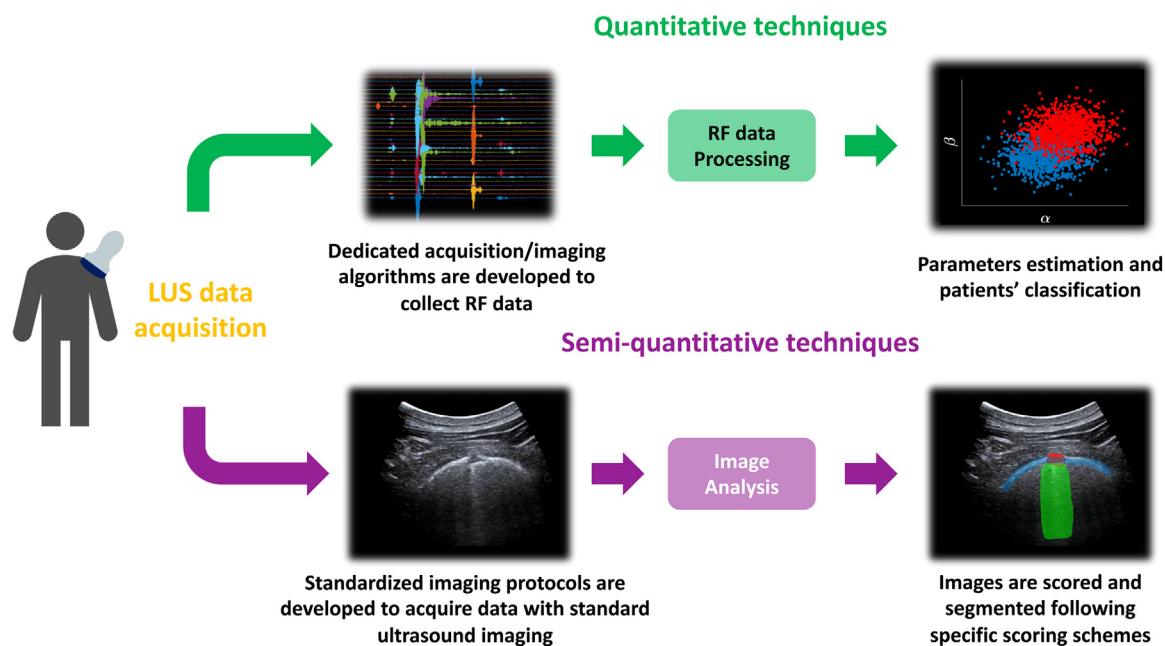 Quantitative techniques
RF data
Processing
β
α
Dedicated acquisition/imaging
algorithms are developed to
collect RF data
Parameters estimation and
patients' classification
LUS data
acquisition
Semi-quantitative techniques
Image
Analysis
Standardized imaging protocols are
developed to acquire data with standard
ultrasound imaging
Images are scored and
segmented following
specific scoring schemes